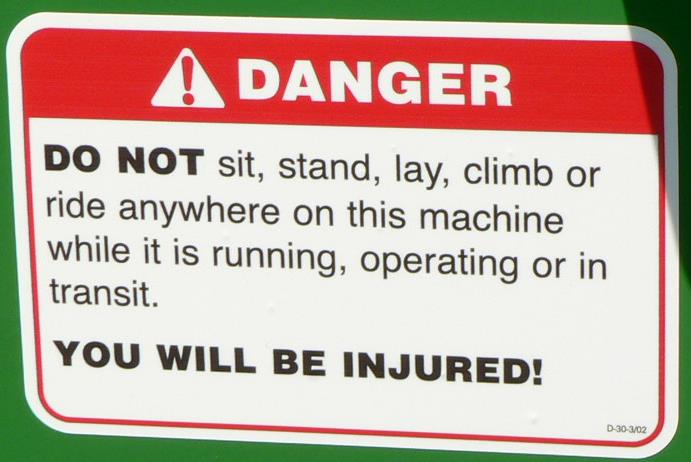 DANGER
DO NOT sit, stand, lay, climb or
ride anywhere on this machine
while it is running, operating or in
transit.
YOU WILL BE INJURED!
D-30-3/02